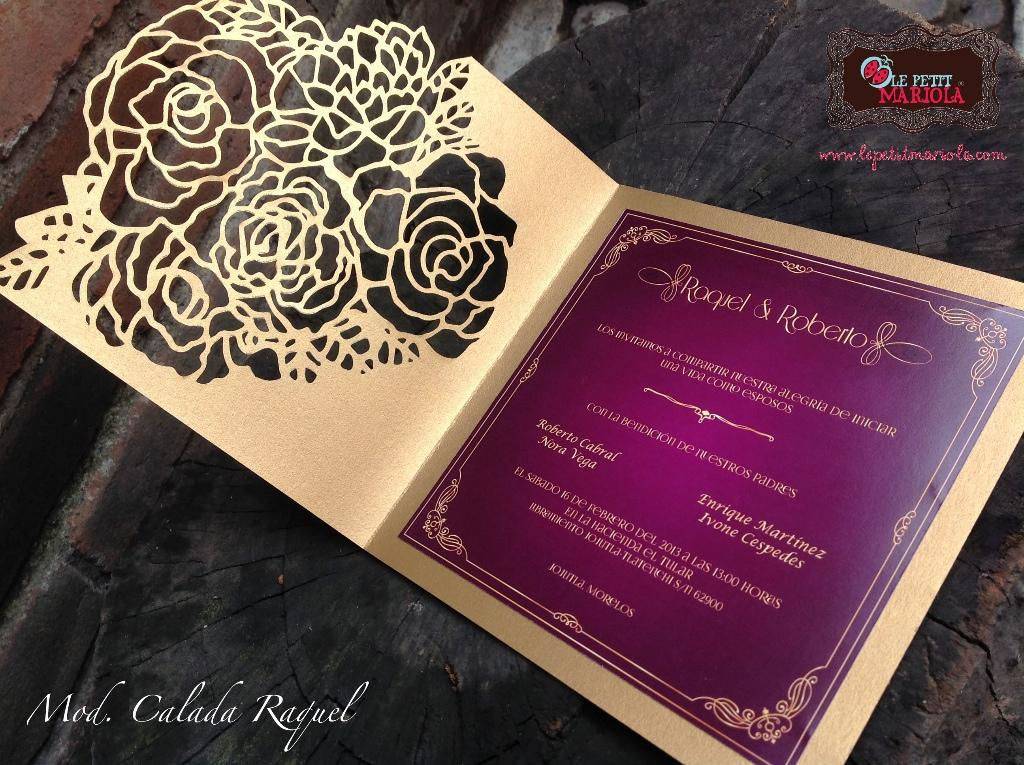 LE PETIT
MARIOLA
www.lepetitmariola.com
Raquel & Roberto
LOS INVITAMOS A COMPARTIR NUESTRA ALEGRÍA DE INICIAR
UNA VIDA COMO ESPOSOS
CON LA BENDICIÓN DE NUESTROS PADRES
Roberto Cabral
Nora Vega
Enrique Martínez
Ivone Cespedes
EL SABADO 16 DE FEBRERO DEL 2013 A LAS 13:00 HORAS
EN LA HACIENDA EL TULAR
LIBRAMIENTO JOJUTLA TLATENCHI S/N 62900
JOJUTLA, MORELOS
Mod. Calada Raquel